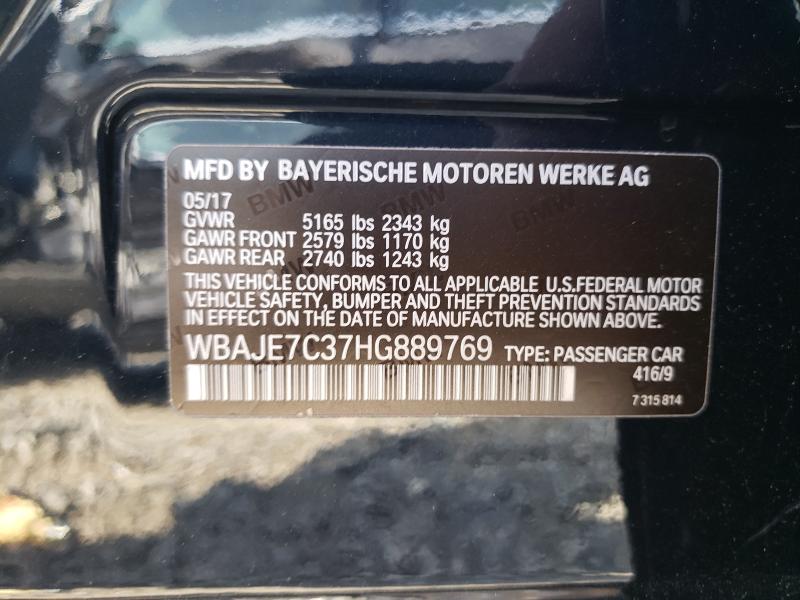 MFD BY BAYERISCHE MOTOREN WERKE AG
05/17
GVWR 5165 lbs 2343 kg
GAWR FRONT 2579 lbs 1170 kg
GAWR REAR 2740 lbs 1243 kg
THIS VEHICLE CONFORMS TO ALL APPLICABLE U.S.FEDERAL MOTOR
VEHICLE SAFETY, BUMPER AND THEFT PREVENTION STANDARDS
IN EFFECT ON THE DATE OF MANUFACTURE SHOWN ABOVE.
WBAJE7C37HG889769 TYPE: PASSENGER CAR
416/9
7 315 814
BMW
BMW
BMW